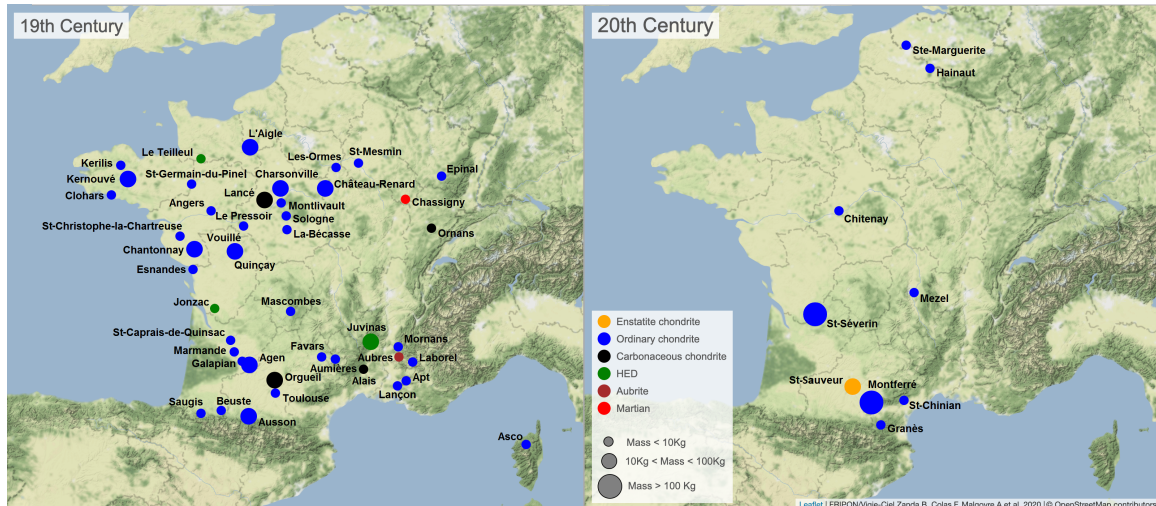 19th Century
L'Aigle
Le Teilleul
St-Mesmin
Les-Ormes
Kerilis
Epinal
St-Germain-du-Pinel
Charsonville
Kernouvé
Château-Renard
Lancé
Clohars
Chassigny
Angers
Montlivault
Le Pressoir
Sologne
St-Christophe-la-Chartreuse
Ornans
La-Bécasse
Vouillé
Chantonnay
Quinçay
Esnandes
Mascombes
Jonzac
Juvinas
St-Caprais-de-Quinsac
Mornans
Favars
Marmande
Agen
Aubres
Laborel
Galapian
Aumières
Orgueil
Alais
Apt
Lançon
Toulouse
Saugis
Beuste
Ausson
Asco
20th Century
Ste-Marguerite
Hainaut
Chitenay
Mezel
St-Séverin
St-Sauveur
Montferré
St-Chinian
Granès
Enstatite chondrite
Ordinary chondrite
Carbonaceous chondrite
HED
Aubrite
Martian
Mass < 10Kg
10Kg < Mass < 100Kg
Mass > 100 Kg
Leaflet | FRIPON/Vigie-Ciel Zanda B, Colas F, Malgoyre A et al. 2020 | © OpenStreetMap contributors